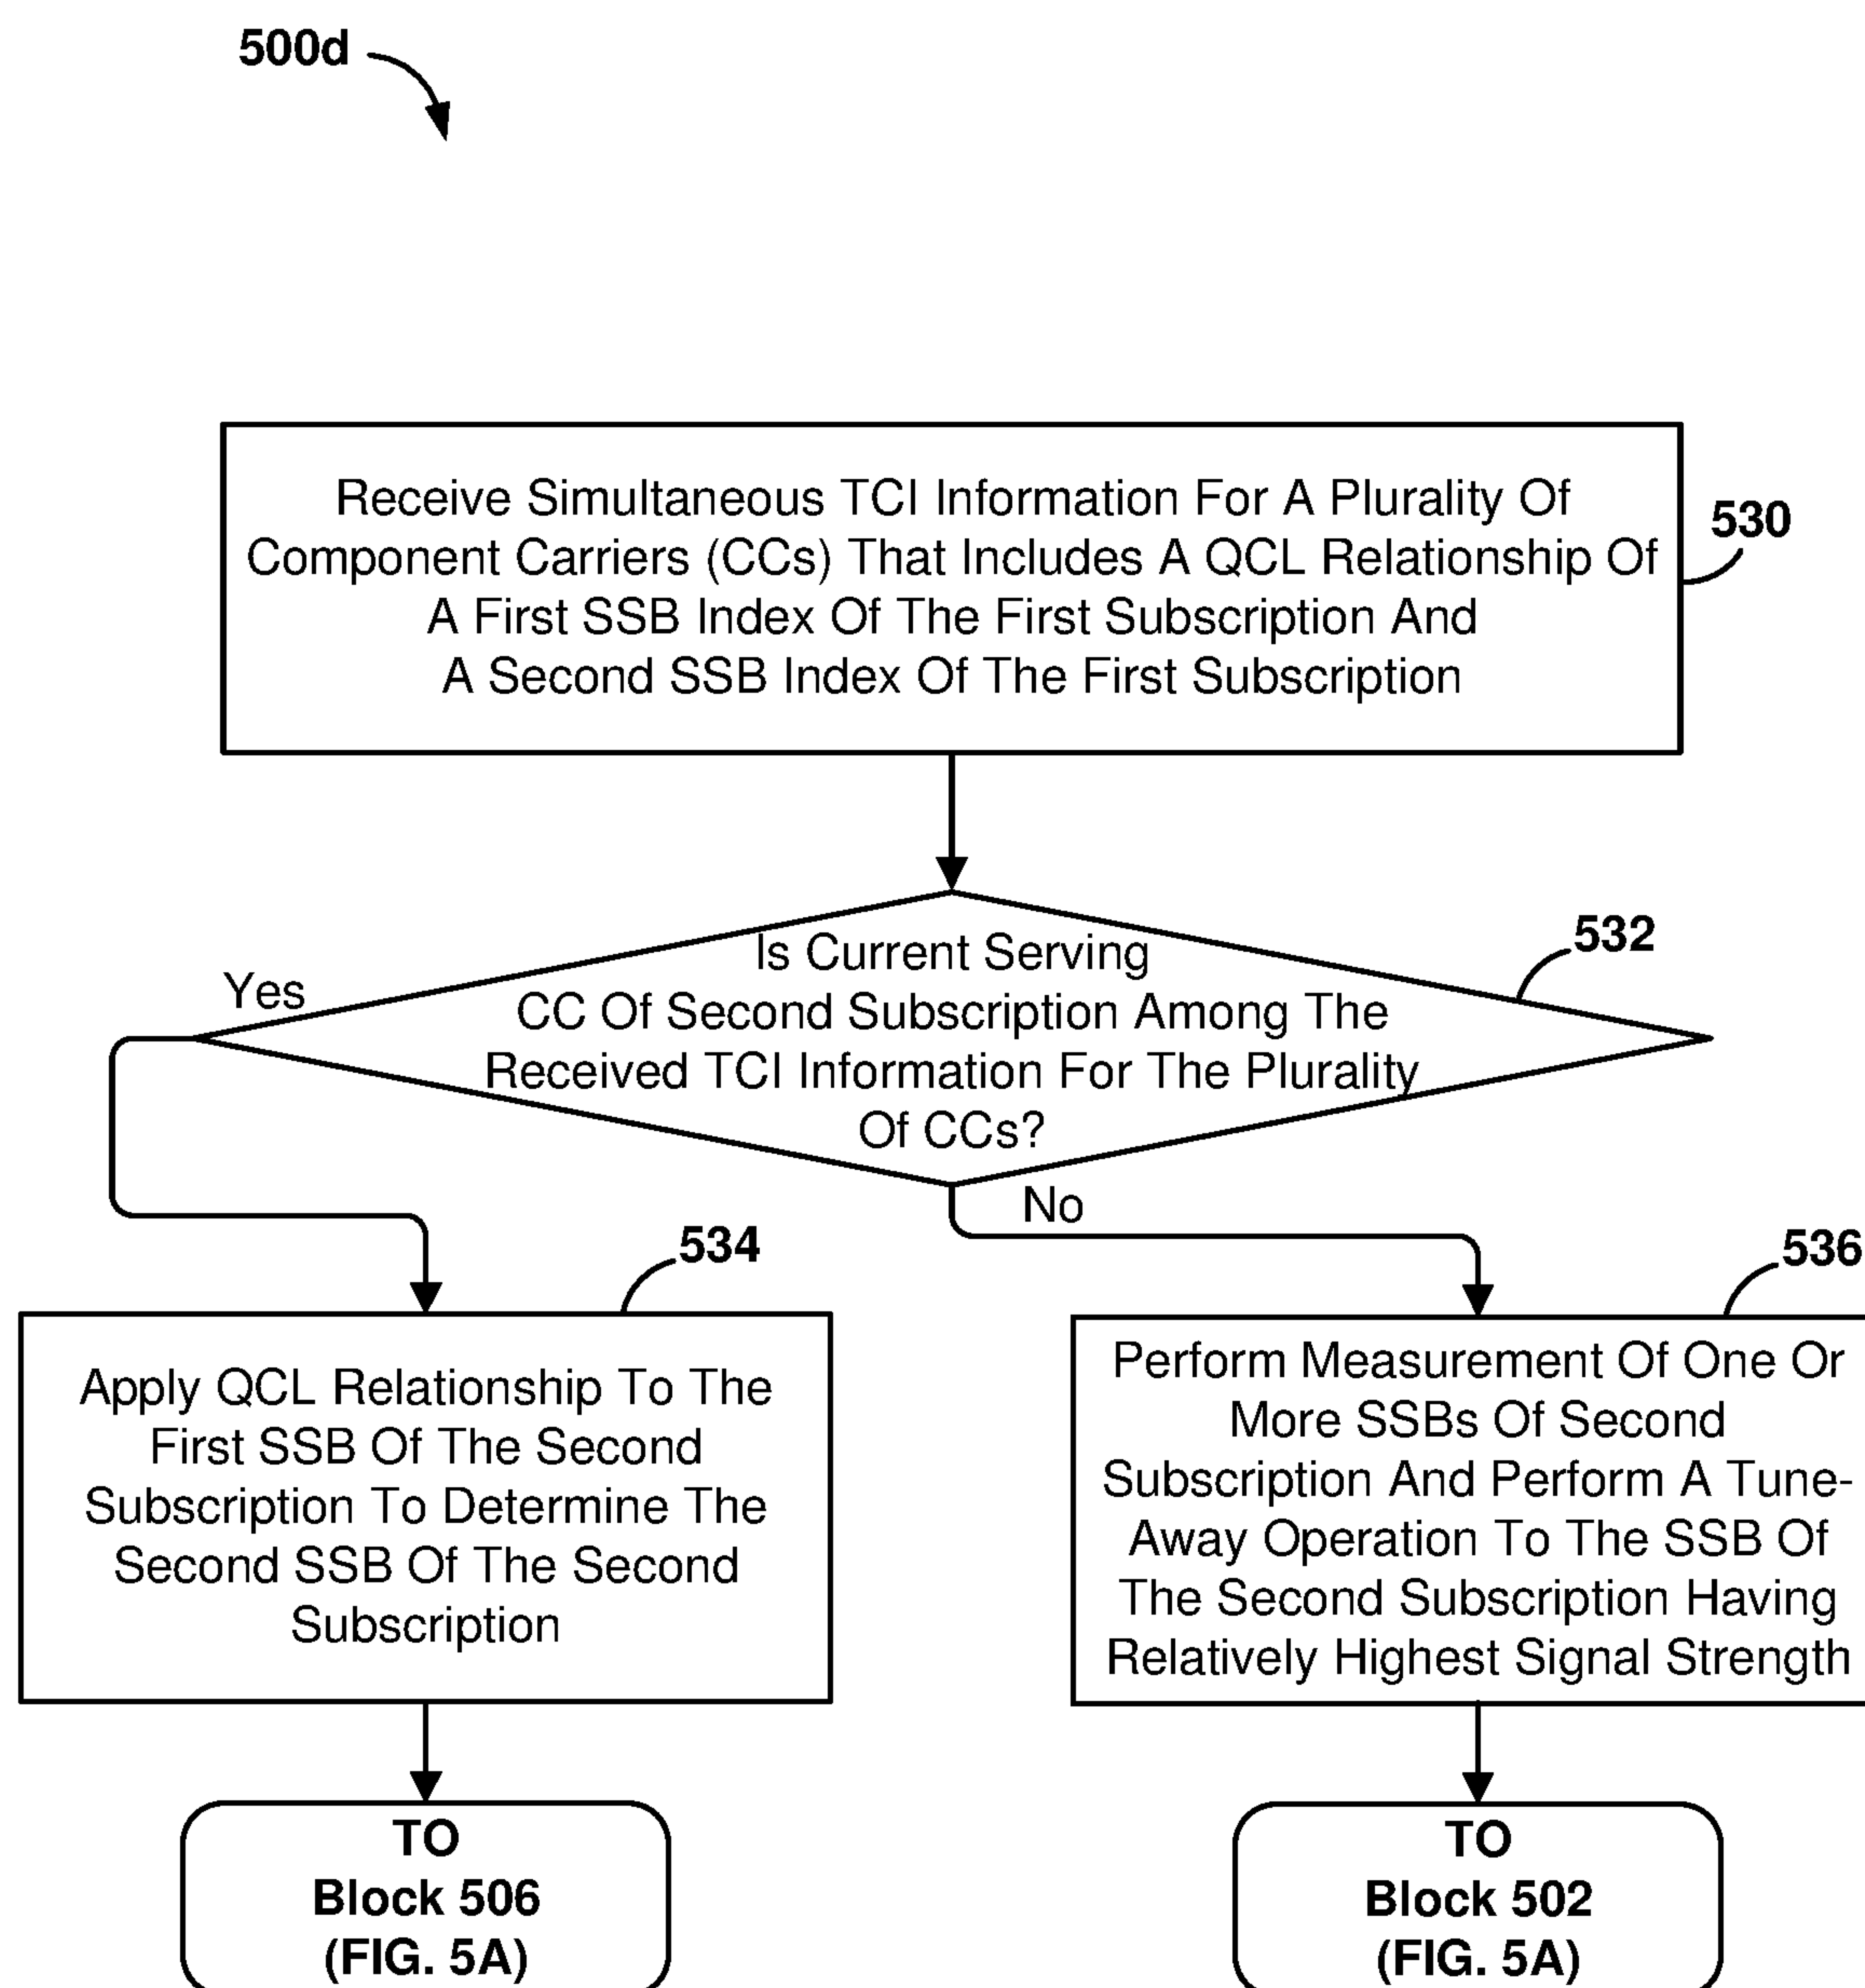 500d
Receive Simultaneous TCI Information For A Plurality Of
Component Carriers (CCs) That Includes A QCL Relationship Of
A First SSB Index Of The First Subscription And
A Second SSB Index Of The First Subscription
530
Is Current Serving
CC Of Second Subscription Among The
Received TCI Information For The Plurality
Of CCs?
532
Yes
No
534
Apply QCL Relationship To The
First SSB Of The Second
Subscription To Determine The
Second SSB Of The Second
Subscription
536
Perform Measurement Of One Or
More SSBs Of Second
Subscription And Perform A Tune-
Away Operation To The SSB Of
The Second Subscription Having
Relatively Highest Signal Strength
TO
Block 506
(FIG. 5A)
TO
Block 502
(FIG. 5A)